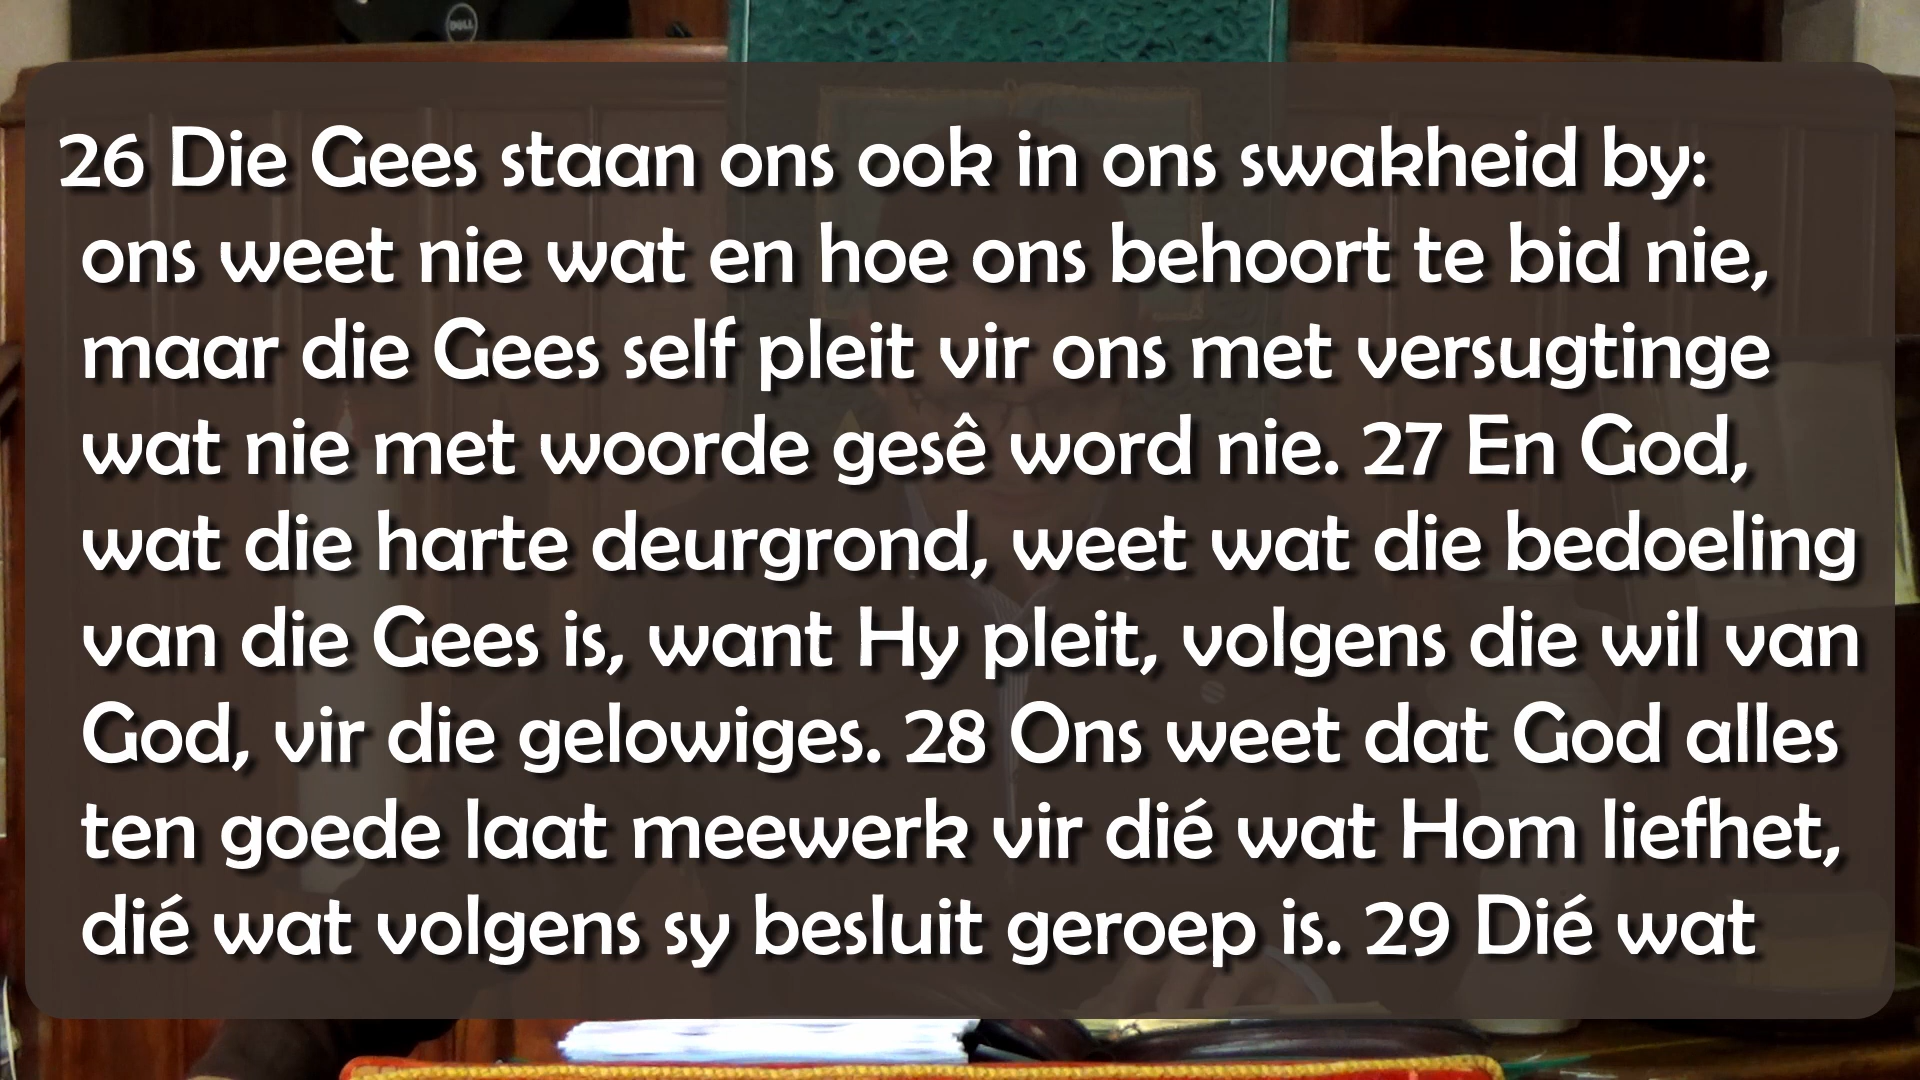 DELL
26 Die Gees staan ons ook in ons swakheid by:
ons weet nie wat en hoe ons behoort te bid nie,
maar die Gees self pleit vir ons met versugtinge
wat nie met woorde gesê word nie. 27 En God,
wat die harte deurgrond, weet wat die bedoeling
van die Gees is, want Hy pleit, volgens die wil van
God, vir die gelowiges. 28 Ons weet dat God alles
ten goede laat meewerk vir dié wat Hom liefhet,
dié wat volgens sy besluit geroep is. 29 Dié wat